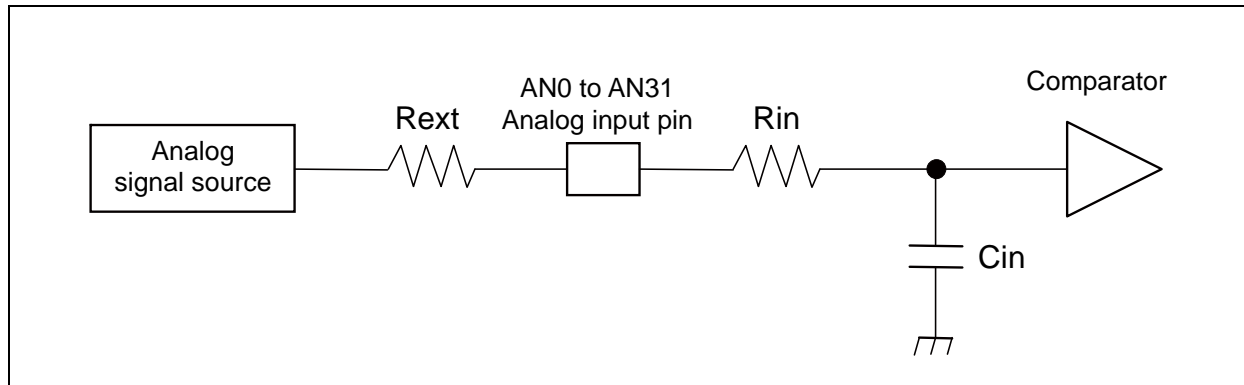 AN0 to AN31
Analog input pin
Comparator
Rext
Rin
Analog
signal source
Cin